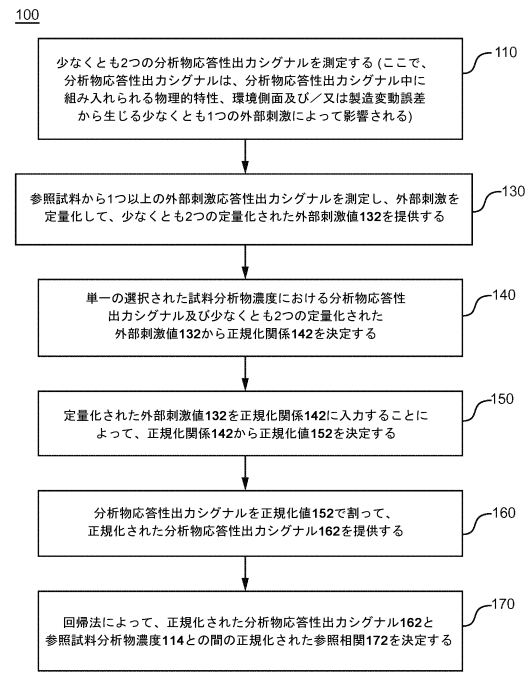 100
少なくとも2つの分析物応答性出力シグナルを測定する (ここで、
分析物応答性出力シグナルは、分析物応答性出力シグナル中に
組み入れられる物理的特性、環境側面及び／又は製造変動誤差
から生じる少なくとも1つの外部刺激によって影響される)
110
参照試料から1つ以上の外部刺激応答性出力シグナルを測定し、外部刺激を
定量化して、少なくとも2つの定量化された外部刺激値132を提供する
130
単一の選択された試料分析物濃度における分析物応答性
出力シグナル及び少なくとも2つの定量化された
外部刺激値132から正規化関係142を決定する
140
定量化された外部刺激値132を正規化関係142に入力することに
よって、正規化関係142から正規化値152を決定する
150
分析物応答性出力シグナルを正規化値152で割って、
正規化された分析物応答性出力シグナル162を提供する
160
回帰法によって、正規化された分析物応答性出力シグナル162と
参照試料分析物濃度114との間の正規化された参照相関172を決定する
170